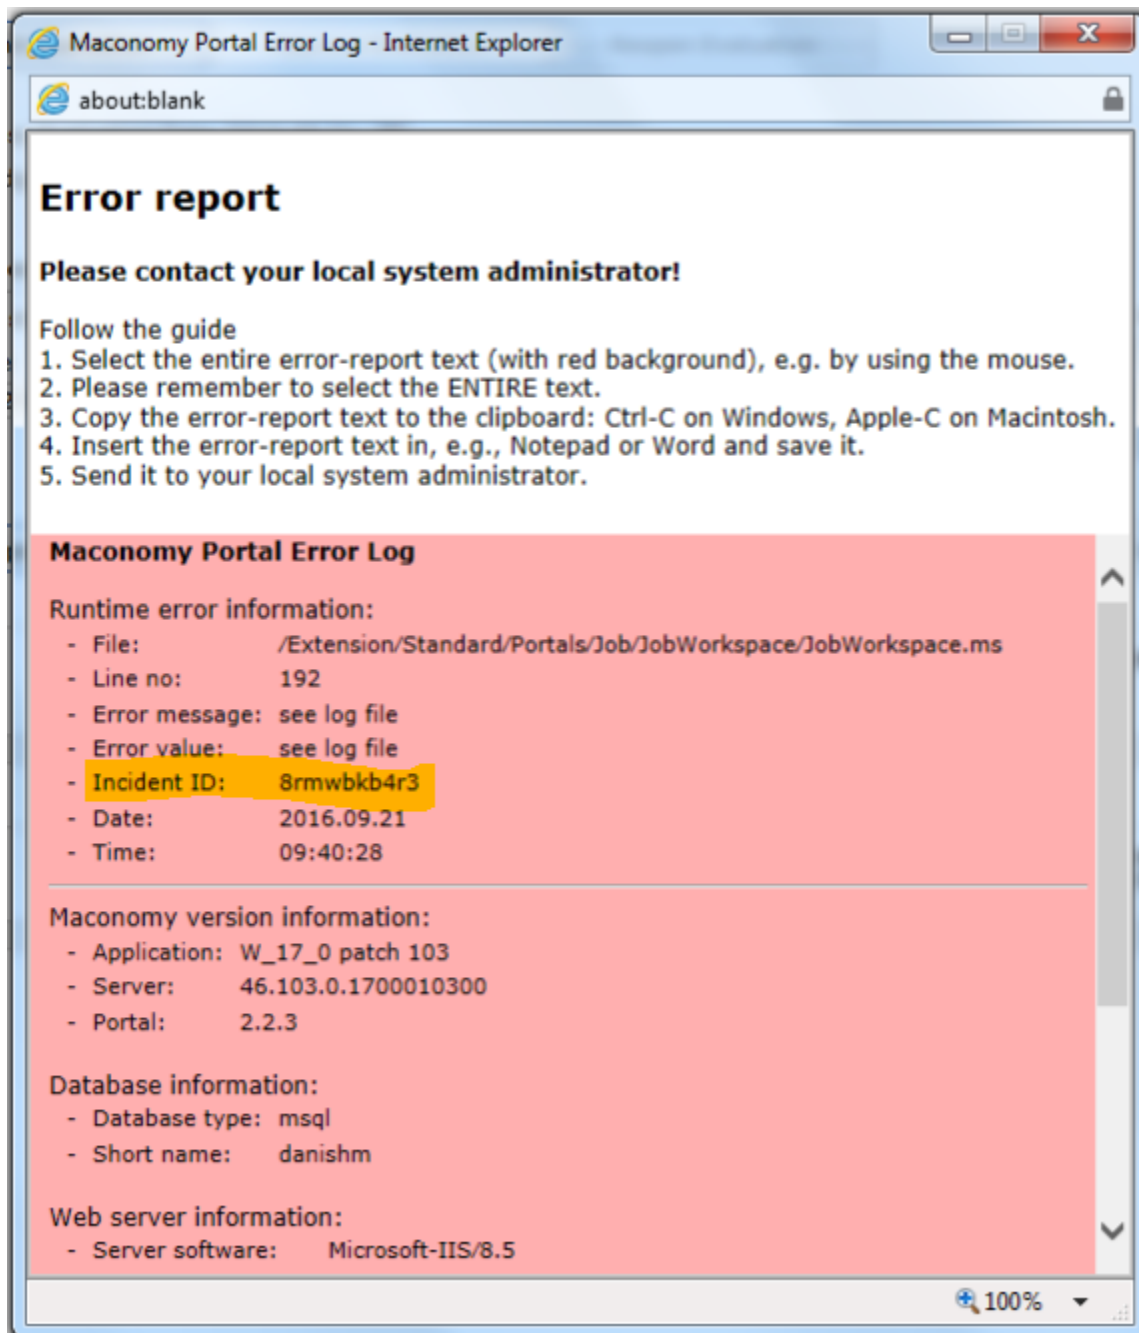 Maconomy Portal Error Log - Internet Explorer
about:blank
Error report
Please contact your local system administrator!
Follow the guide
1. Select the entire error-report text (with red background), e.g. by using the mouse.
2. Please remember to select the ENTIRE text.
3. Copy the error-report text to the clipboard: Ctrl-C on Windows, Apple-C on Macintosh.
4. Insert the error-report text in, e.g., Notepad or Word and save it.
5. Send it to your local system administrator.
Maconomy Portal Error Log
Runtime error information:
- File: /Extension/Standard/Portals/Job/JobWorkspace/JobWorkspace.ms
- Line no: 192
- Error message: see log file
- Error value: see log file
- Incident ID: 8rmwbkb4r3
- Date: 2016.09.21
- Time: 09:40:28
Maconomy version information:
- Application: W_17_0 patch 103
- Server: 46.103.0.1700010300
- Portal: 2.2.3
Database information:
- Database type: msql
- Short name: danishm
Web server information:
- Server software: Microsoft-IIS/8.5
100%